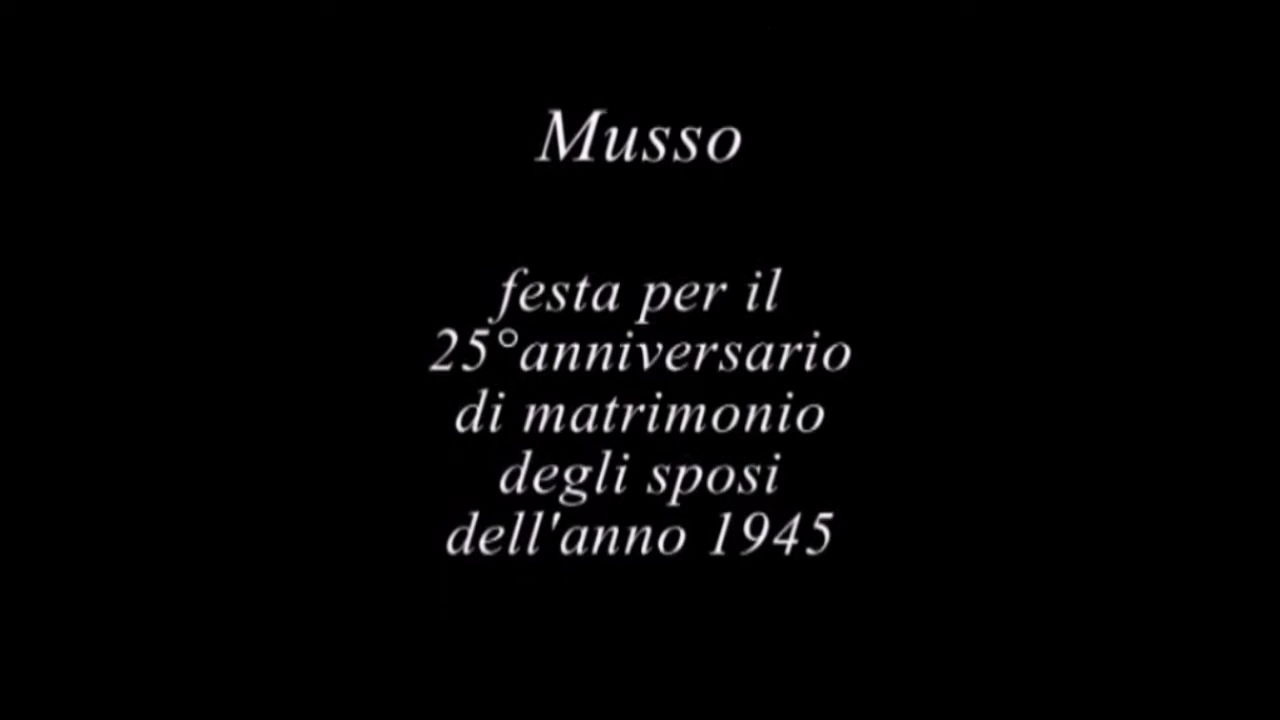 Musso
festa per il
25°anniversario
di matrimonio
degli sposi
dell'anno 1945